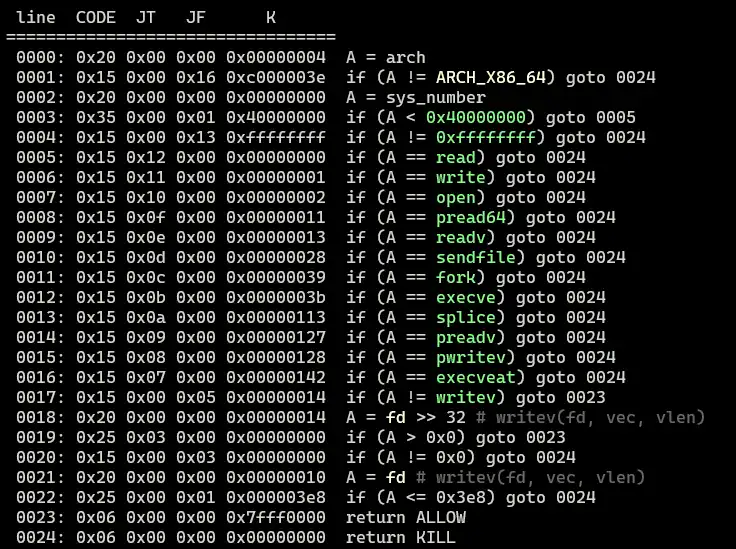 line  CODE  JT   JF      K
=================================
0000: 0x20 0x00 0x00 0x00000004  A = arch
0001: 0x15 0x00 0x16 0xc000003e  if (A != ARCH_X86_64) goto 0024
0002: 0x20 0x00 0x00 0x00000000  A = sys_number
0003: 0x35 0x00 0x01 0x40000000  if (A < 0x40000000) goto 0005
0004: 0x15 0x00 0x13 0xffffffff  if (A != 0xffffffff) goto 0024
0005: 0x15 0x12 0x00 0x00000000  if (A == read) goto 0024
0006: 0x15 0x11 0x00 0x00000001  if (A == write) goto 0024
0007: 0x15 0x10 0x00 0x00000002  if (A == open) goto 0024
0008: 0x15 0x0f 0x00 0x00000011  if (A == pread64) goto 0024
0009: 0x15 0x0e 0x00 0x00000013  if (A == readv) goto 0024
0010: 0x15 0x0d 0x00 0x00000028  if (A == sendfile) goto 0024
0011: 0x15 0x0c 0x00 0x00000039  if (A == fork) goto 0024
0012: 0x15 0x0b 0x00 0x0000003b  if (A == execve) goto 0024
0013: 0x15 0x0a 0x00 0x00000113  if (A == splice) goto 0024
0014: 0x15 0x09 0x00 0x00000127  if (A == preadv) goto 0024
0015: 0x15 0x08 0x00 0x00000128  if (A == pwritev) goto 0024
0016: 0x15 0x07 0x00 0x00000142  if (A == execveat) goto 0024
0017: 0x15 0x00 0x05 0x00000014  if (A != writev) goto 0023
0018: 0x20 0x00 0x00 0x00000014  A = fd >> 32 # writev(fd, vec, vlen)
0019: 0x25 0x03 0x00 0x00000000  if (A > 0x0) goto 0023
0020: 0x15 0x00 0x03 0x00000000  if (A != 0x0) goto 0024
0021: 0x20 0x00 0x00 0x00000010  A = fd # writev(fd, vec, vlen)
0022: 0x25 0x00 0x01 0x000003e8  if (A <= 0x3e8) goto 0024
0023: 0x06 0x00 0x00 0x7fff0000  return ALLOW
0024: 0x06 0x00 0x00 0x00000000  return KILL